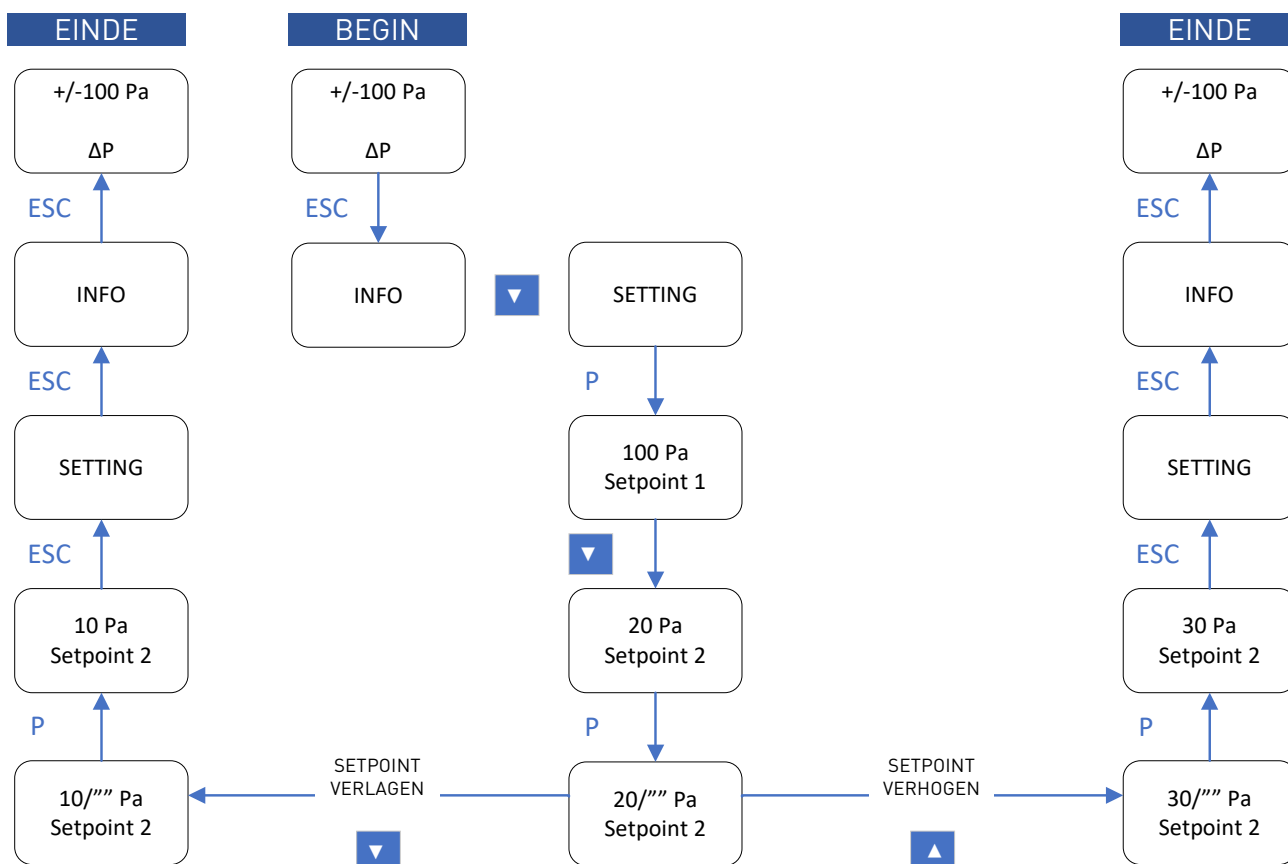 EINDE
BEGIN
EINDE
+/-100 Pa
ΔP
+/-100 Pa
ΔP
+/-100 Pa
ΔP
ESC
ESC
ESC
INFO
INFO
▼
SETTING
INFO
ESC
P
ESC
SETTING
100 Pa
Setpoint 1
SETTING
ESC
▼
ESC
10 Pa
Setpoint 2
20 Pa
Setpoint 2
30 Pa
Setpoint 2
P
P
P
SETPOINT
VERLAGEN
SETPOINT
VERHOGEN
10/”” Pa
Setpoint 2
20/”” Pa
Setpoint 2
30/”” Pa
Setpoint 2
▼
▲